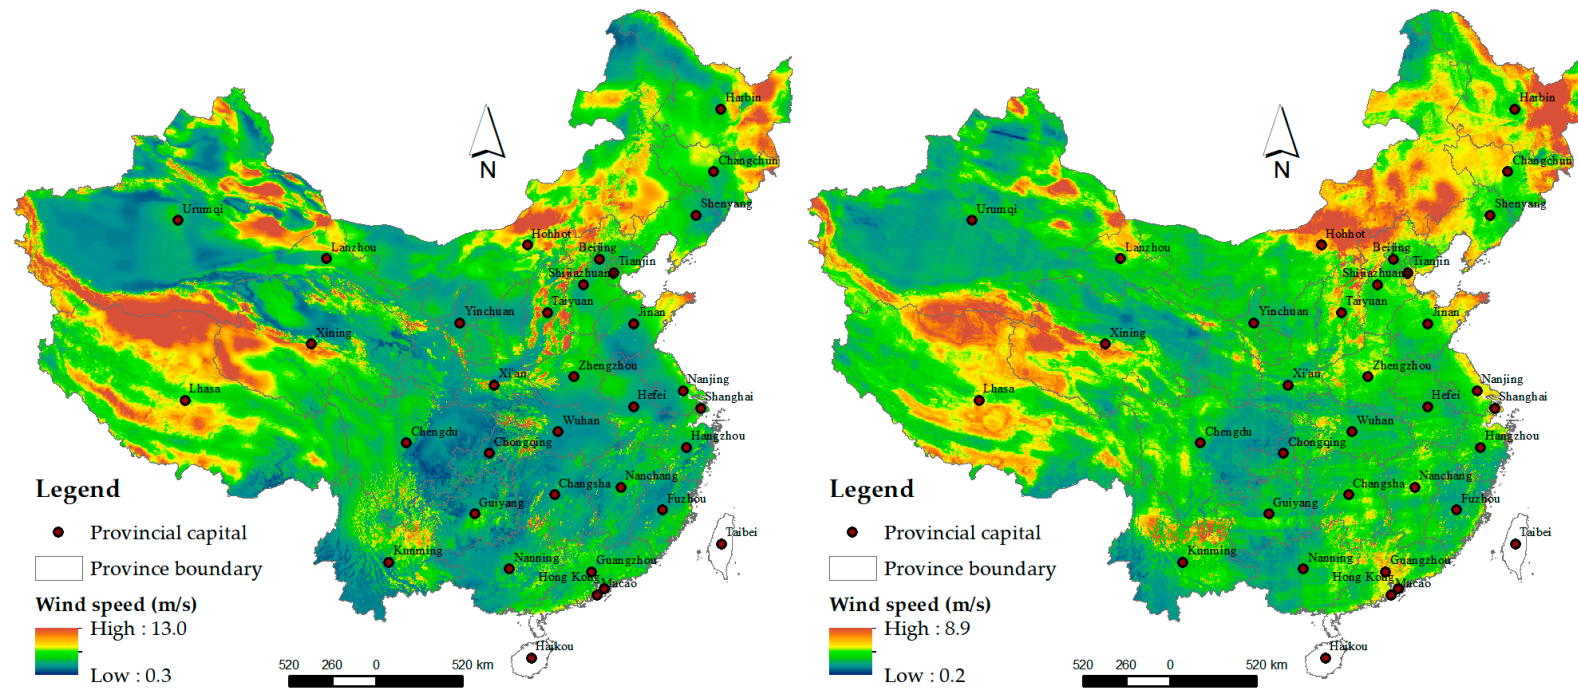 Harbin
Changchun
Shenyang
Urumqi
Hohhot
Lanzhou
Beijing
Tianjin
Shijiazhuang
Taiyuan
Yinchuan
Jinan
Xining
Xi'an
Zhengzhou
Lhasa
Nanjing
Hefei
Shanghai
Wuhan
Chengdu
Hangzhou
Chongqing
Changsha
Nanchang
Guiyang
Fuzhou
Taibei
Kunming
Nanning
Guangzhou
Hong Kong
Macao
Haikou
N
Legend
Provincial capital
Province boundary
Wind speed (m/s)
High : 13.0
Low : 0.3
520 260 0 520 km
Harbin
Changchun
Shenyang
Urumqi
Hohhot
Lanzhou
Beijing
Tianjin
Shijiazhuang
Taiyuan
Yinchuan
Jinan
Xining
Xi'an
Zhengzhou
Lhasa
Nanjing
Hefei
Shanghai
Wuhan
Chengdu
Hangzhou
Chongqing
Changsha
Nanchang
Guiyang
Fuzhou
Taibei
Kunming
Nanning
Guangzhou
Hong Kong
Macao
Haikou
N
Legend
Provincial capital
Province boundary
Wind speed (m/s)
High : 8.9
Low : 0.2
520 260 0 520 km